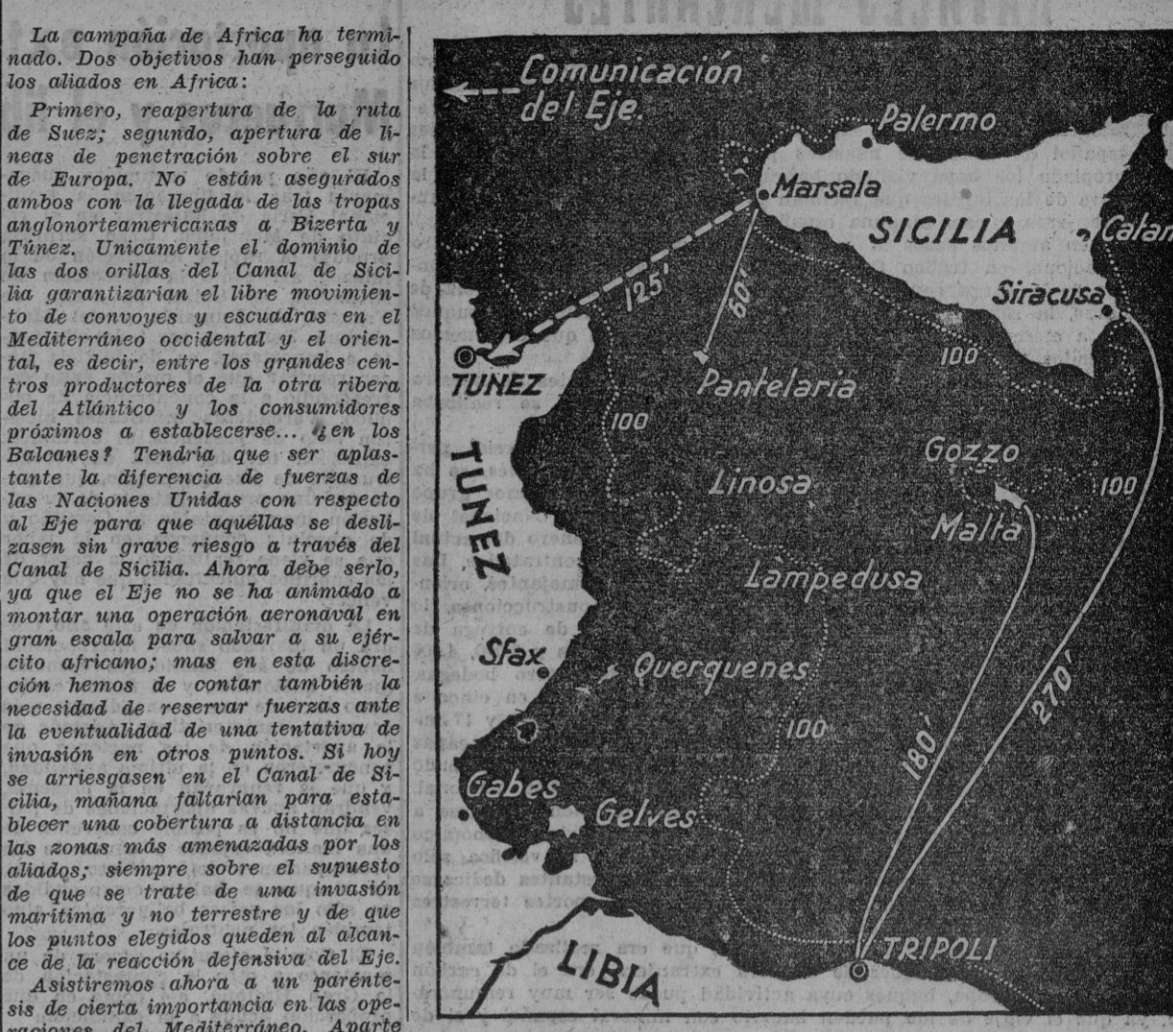 La campaña de Africa ha termi-
nado. Dos objetivos han perseguido
los aliados en Africa:
Primero, reapertura de la ruta
de Suez; segundo, apertura de lí-
neas de penetración sobre el sur
de Europa. No están asegurados
ambos con la llegada de las tropas
anglonorteamericanas a Bizerta y
Túnez. Unicamente el dominio de
las dos orillas del Canal de Sici-
lia garantizarían el libre movimien-
to de convoyes y escuadras en el
Mediterráneo occidental y el orien-
tal, es decir, entre los grandes cen-
tros productores de la otra ribera
del Atlántico y los consumidores
próximos a establecerse... ¿en los
Balcanes? Tendría que ser aplas-
tante la diferencia de fuerzas de
las Naciones Unidas con respecto
al Eje para que aquéllas se desli-
zasen sin grave riesgo a través del
Canal de Sicilia. Ahora debe serlo,
ya que el Eje no se ha animado a
montar una operación aeronaval en
gran escala para salvar a su ejér-
cito africano; mas en esta discre-
ción hemos de contar también la
necesidad de reservar fuerzas ante
la eventualidad de una tentativa de
invasión en otros puntos. Si hoy
se arriesgasen en el Canal de Si-
cilia, mañana faltarían para esta-
blecer una cobertura a distancia en
las zonas más amenazadas por los
aliados; siempre sobre el supuesto
de que se trate de una invasión
marítima y no terrestre y de que
los puntos elegidos queden al alcan-
ce de la reacción defensiva del Eje.
Asistiremos ahora a un parénte-
sis de cierta importancia en las ope-
raciones del Mediterráneo. Aparte
Comunicación
del Eje.
Palermo
Marsala
SICILIA
Catan
Siracusa
125'
60'
100
TUNEZ
Pantelaria
100
TUNEZ
Gozzo
Linosa
100
Malta
Lampedusa
Sfax
Querquenes
270'
100
180'
Gabes
Gelves
TRIPOLI
LIBIA